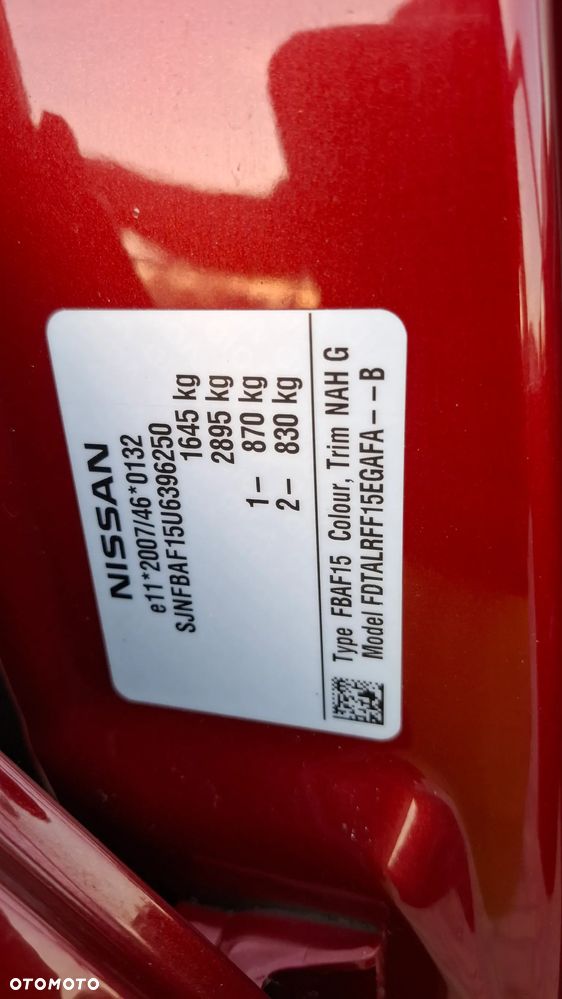 NISSAN
e11*2007/46*0132
SJNFBAF15U6396250
1645 kg
2895 kg
1- 870 kg
2- 830 kg
Type FBAF15 Colour, Trim NAH G
Model FDTALRFF15EGAFA--B
OTOMOTO